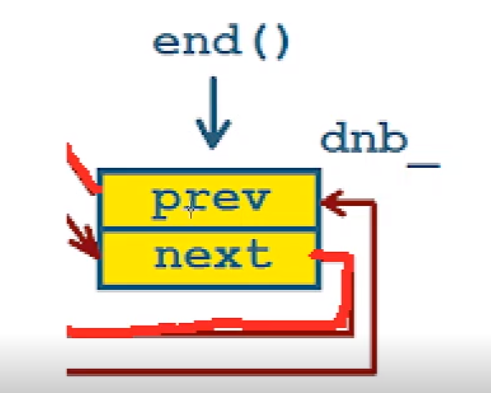 end()
dnb_
prev
next